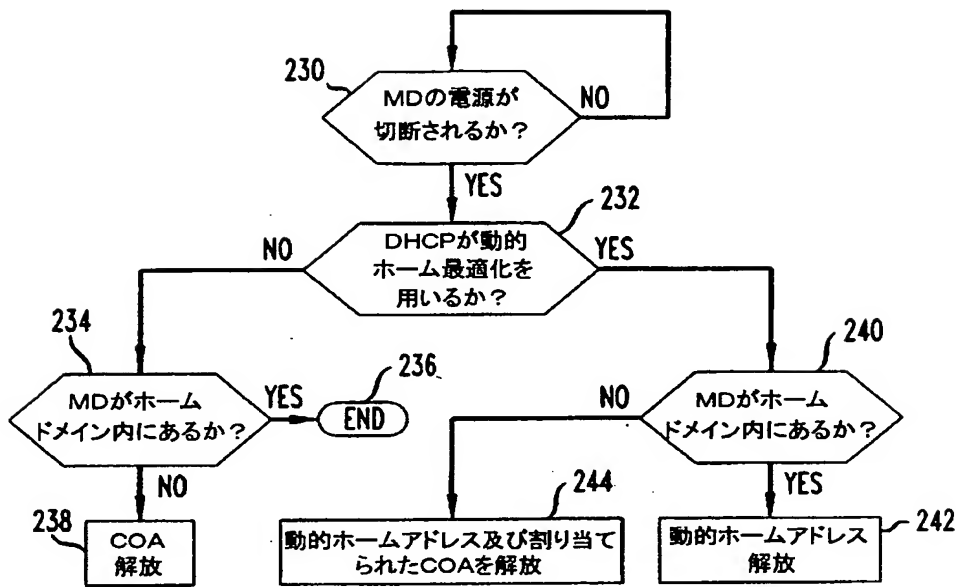 230
MDの電源が
切断されるか?
NO
YES
232
DHCPが動的
ホーム最適化を
用いるか?
NO
YES
234
MDがホーム
ドメイン内にあるか?
YES
236
END
NO
238
COA
解放
240
MDがホーム
ドメイン内にあるか?
NO
YES
244
動的ホームアドレス及び割り当て
られたCOAを解放
動的ホームアドレス
解放
242